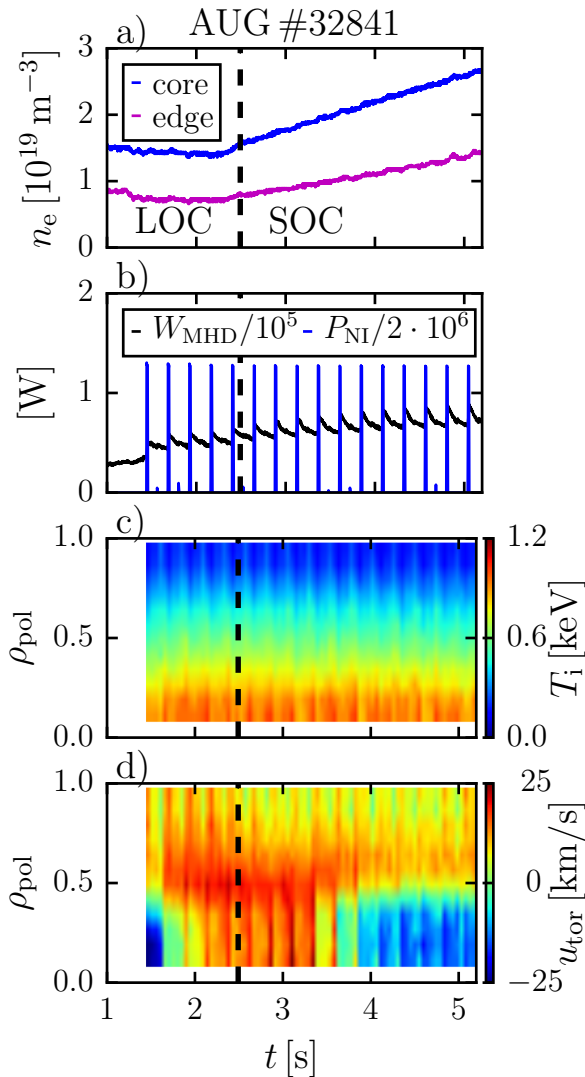 AUG #32841
a)
3
2
1
0
n_e [10^19 m^−3]
core
edge
LOC SOC
b)
2
1
0
[W]
W_MHD/10^5 P_NI/2 · 10^6
c)
1.0
0.5
0.0
ρ_pol
1.2
0.6
0.0
T_i [keV]
d)
1.0
0.5
0.0
ρ_pol
25
0
−25
u_tor [km/s]
1 2 3 4 5
t [s]